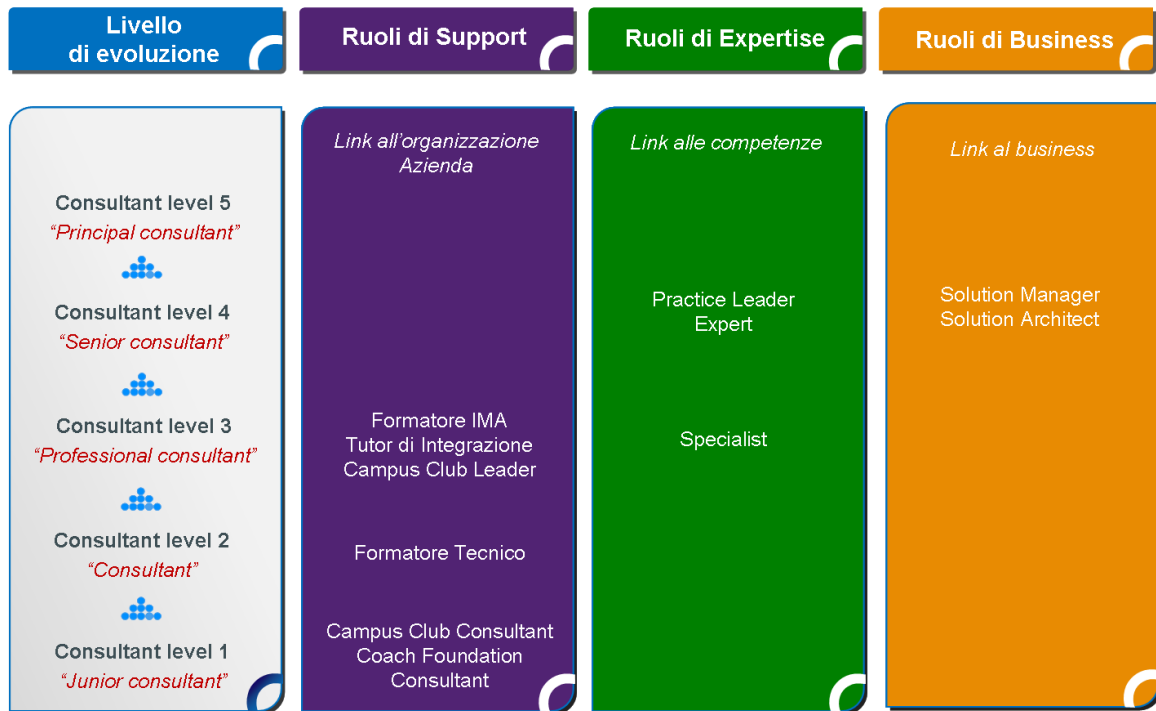 Livello
di evoluzione
Ruoli di Support
Ruoli di Expertise
Ruoli di Business
Consultant level 5
“Principal consultant”
Consultant level 4
“Senior consultant”
Consultant level 3
“Professional consultant”
Consultant level 2
“Consultant”
Consultant level 1
“Junior consultant”
Link all’organizzazione
Azienda
Formatore IMA
Tutor di Integrazione
Campus Club Leader
Formatore Tecnico
Campus Club Consultant
Coach Foundation
Consultant
Link alle competenze
Practice Leader
Expert
Specialist
Link al business
Solution Manager
Solution Architect